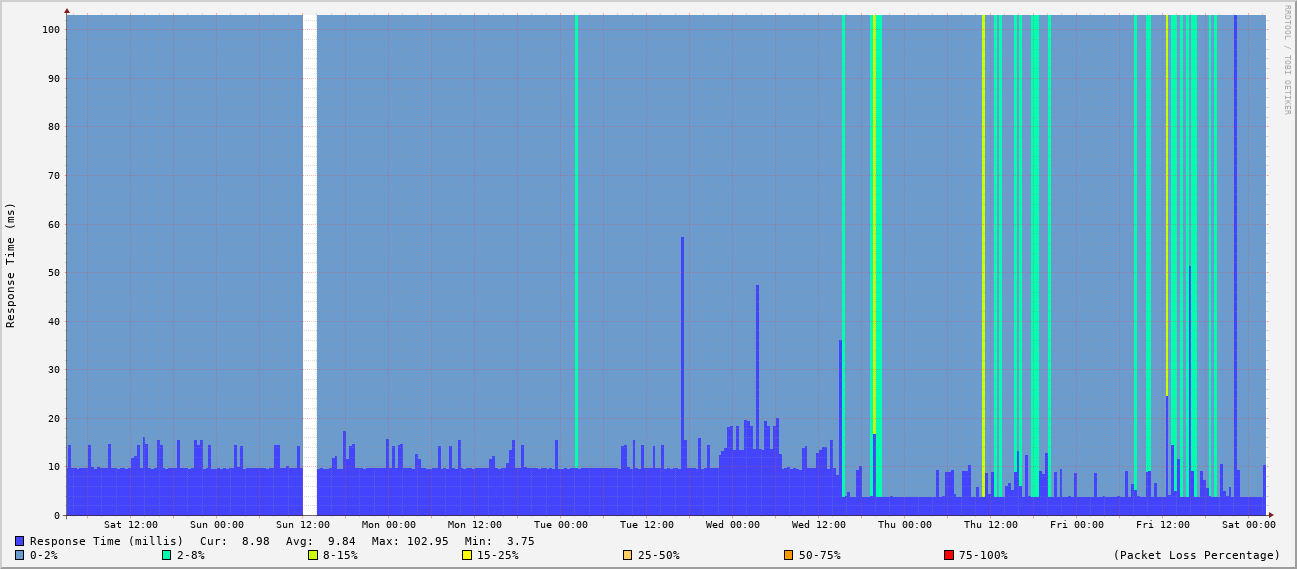 RRDTOOL / TOBI OETIKER
Response Time (ms)
100
90
80
70
60
50
40
30
20
10
0
Sat 12:00 Sun 00:00 Sun 12:00 Mon 00:00 Mon 12:00 Tue 00:00 Tue 12:00 Wed 00:00 Wed 12:00 Thu 00:00 Thu 12:00 Fri 00:00 Fri 12:00 Sat 00:00
Response Time (millis) Cur: 8.98 Avg: 9.84 Max: 102.95 Min: 3.75
0-2% 2-8% 8-15% 15-25% 25-50% 50-75% 75-100% (Packet Loss Percentage)